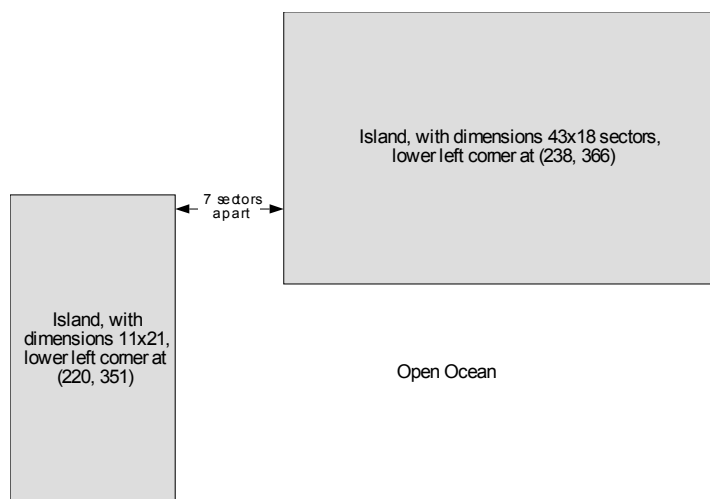 Island, with dimensions 43x18 sectors,
lower left corner at (238, 366)
7 sectors
apart
Island, with
dimensions 11x21,
lower left corner at
(220, 351)
Open Ocean